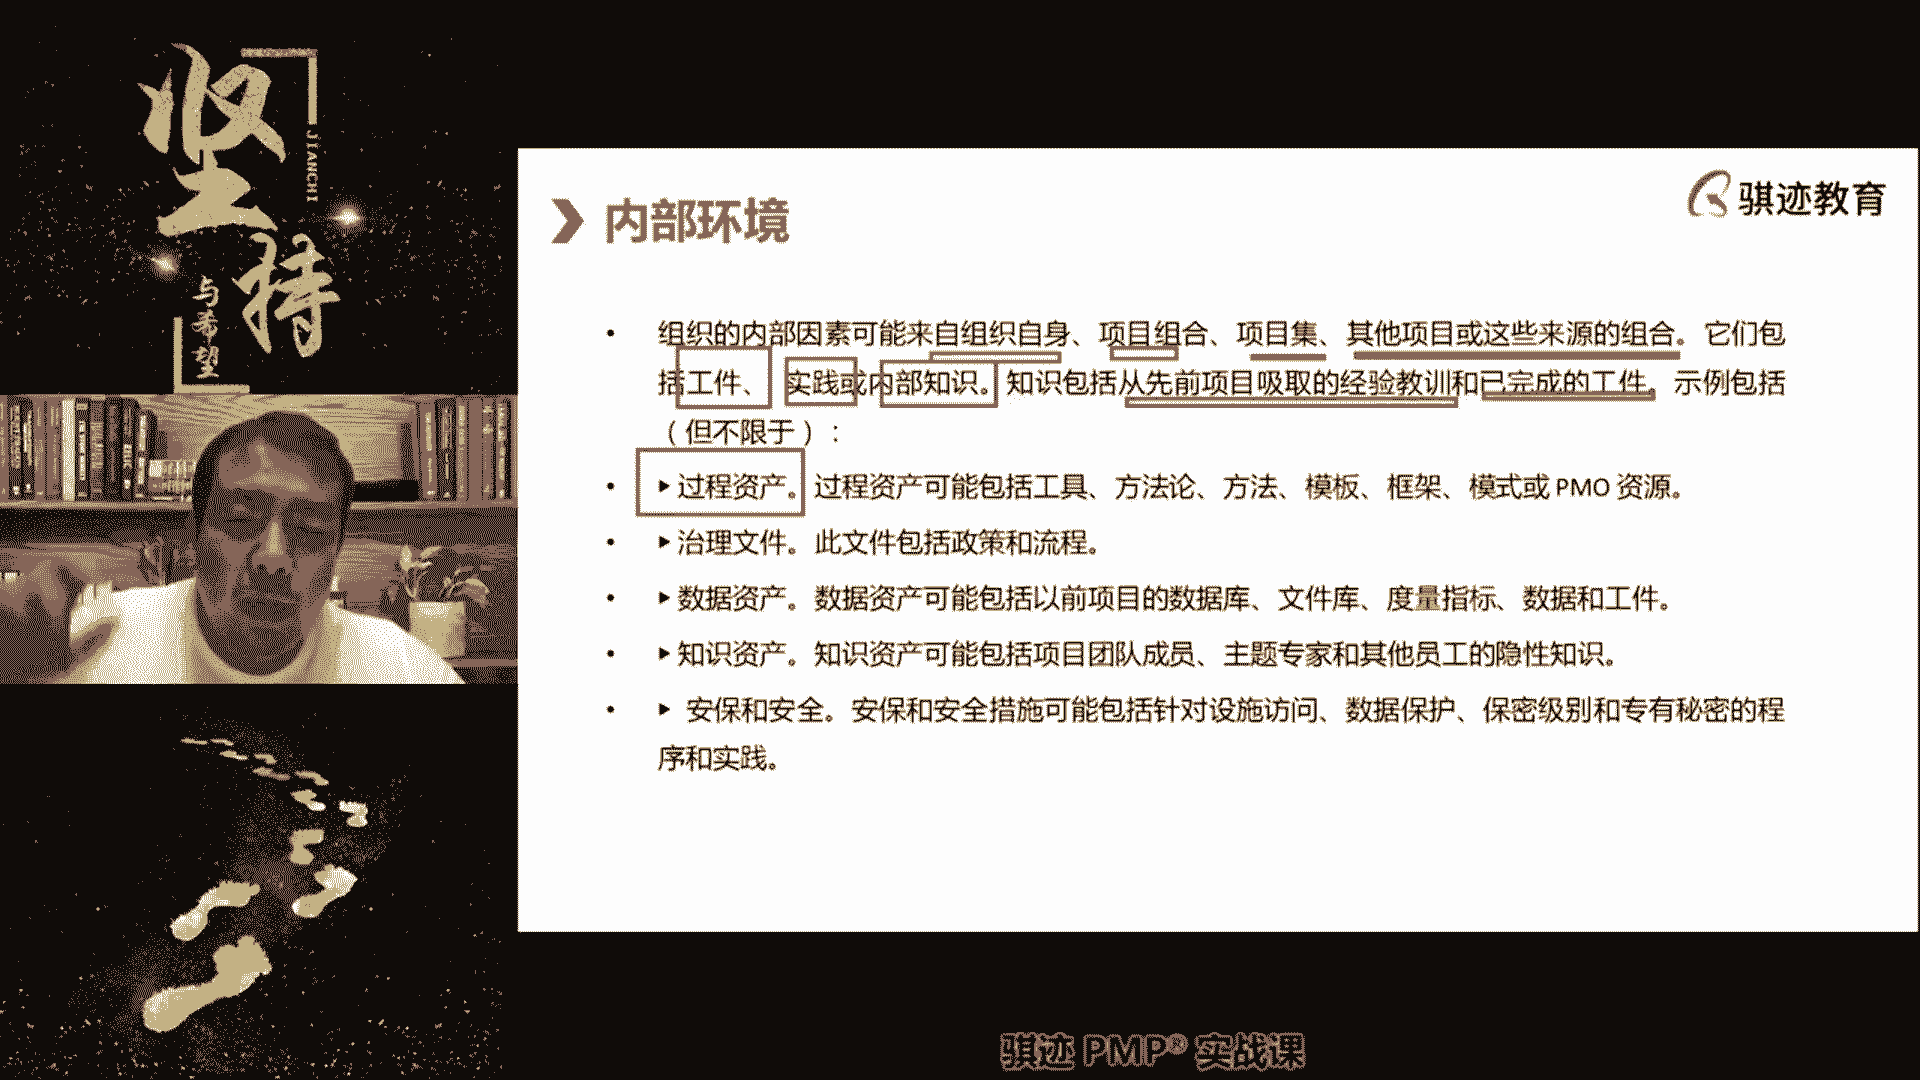 坚持
JIANCHI
与希望
骐迹教育
内部环境
• 组织的内部因素可能来自组织自身、项目组合、项目集、其他项目或这些来源的组合。它们包
括工件、实践或内部知识。知识包括从先前项目吸取的经验教训和已完成的工件。示例包括
（但不限于）：
• ▶过程资产。过程资产可能包括工具、方法论、方法、模板、框架、模式或 PMO 资源。
• ▶治理文件。此文件包括政策和流程。
• ▶数据资产。数据资产可能包括以前项目的数据库、文件库、度量指标、数据和工件。
• ▶知识资产。知识资产可能包括项目团队成员、主题专家和其他员工的隐性知识。
• ▶ 安保和安全。安保和安全措施可能包括针对设施访问、数据保护、保密级别和专有秘密的程
序和实践。
骐迹 PMP® 实战课